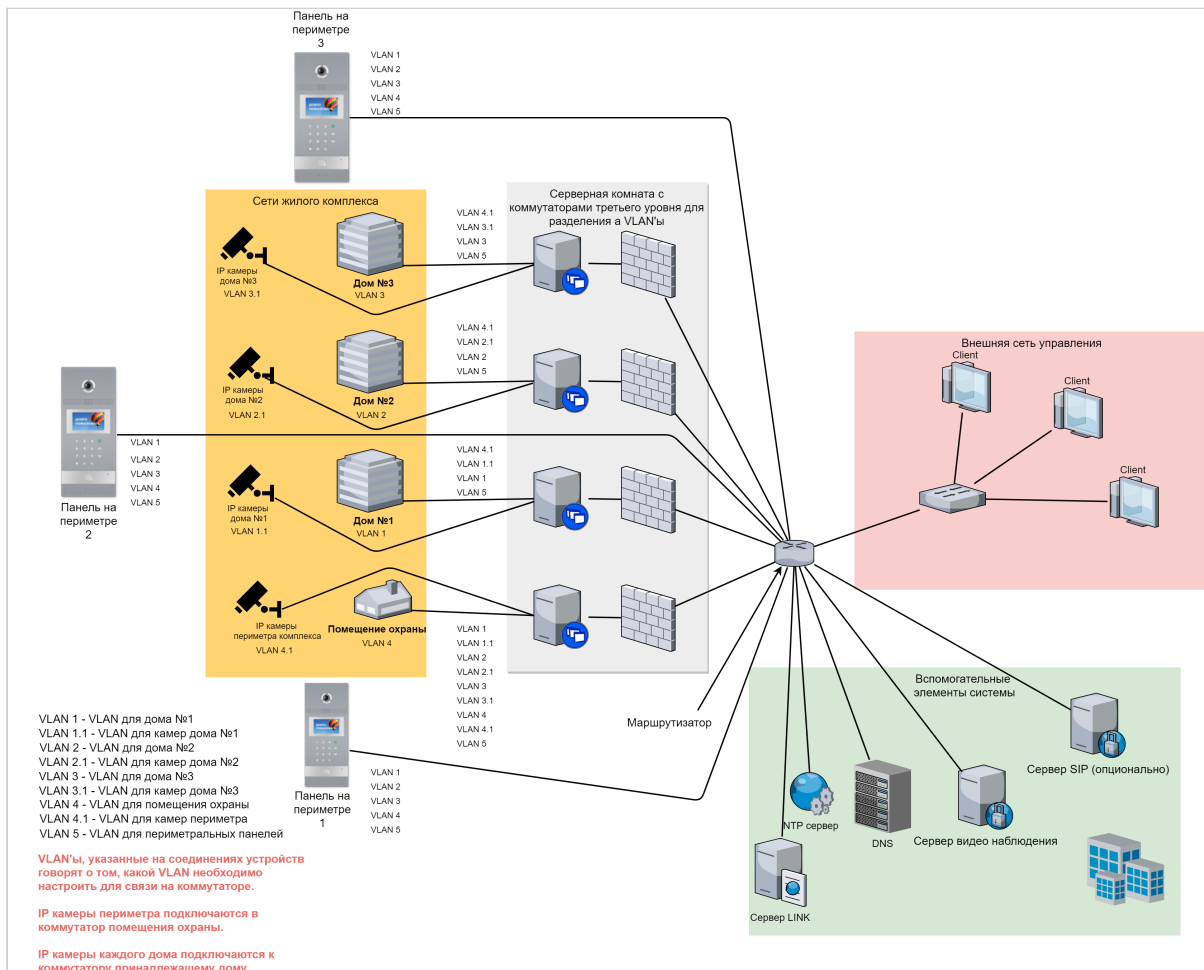 Панель на
периметре
3
VLAN 1
VLAN 2
VLAN 3
VLAN 4
VLAN 5
Сети жилого комплекса
Серверная комната с
коммутаторами третьего уровня для
разделения а VLAN'ы
IP камеры
дома №3
VLAN 3.1
Дом №3
VLAN 3
VLAN 4.1
VLAN 3.1
VLAN 3
VLAN 5
IP камеры
дома №2
VLAN 2.1
Дом №2
VLAN 2
VLAN 4.1
VLAN 2.1
VLAN 2
VLAN 5
Панель на
периметре
2
VLAN 1
VLAN 2
VLAN 3
VLAN 4
VLAN 5
IP камеры
дома №1
VLAN 1.1
Дом №1
VLAN 1
VLAN 4.1
VLAN 1.1
VLAN 1
VLAN 5
IP камеры
периметра комплекса
VLAN 4.1
Помещение охраны
VLAN 4
VLAN 1
VLAN 1.1
VLAN 2
VLAN 2.1
VLAN 3
VLAN 3.1
VLAN 4
VLAN 4.1
VLAN 5
Внешняя сеть управления
Client
Client
Client
Маршрутизатор
Вспомогательные
элементы системы
Сервер SIP (опционально)
NTP сервер
DNS
Сервер видео наблюдения
Сервер LINK
Панель на
периметре
1
VLAN 1
VLAN 2
VLAN 3
VLAN 4
VLAN 5
VLAN 1 - VLAN для дома №1
VLAN 1.1 - VLAN для камер дома №1
VLAN 2 - VLAN для дома №2
VLAN 2.1 - VLAN для камер дома №2
VLAN 3 - VLAN для дома №3
VLAN 3.1 - VLAN для камер дома №3
VLAN 4 - VLAN для помещения охраны
VLAN 4.1 - VLAN для камер периметра
VLAN 5 - VLAN для периметральных панелей
VLAN'ы, указанные на соединениях устройств
говорят о том, какой VLAN необходимо
настроить для связи на коммутаторе.
IP камеры периметра подключаются в
коммутатор помещения охраны.
IP камеры каждого дома подключаются к
коммутатору принадлежащему дому